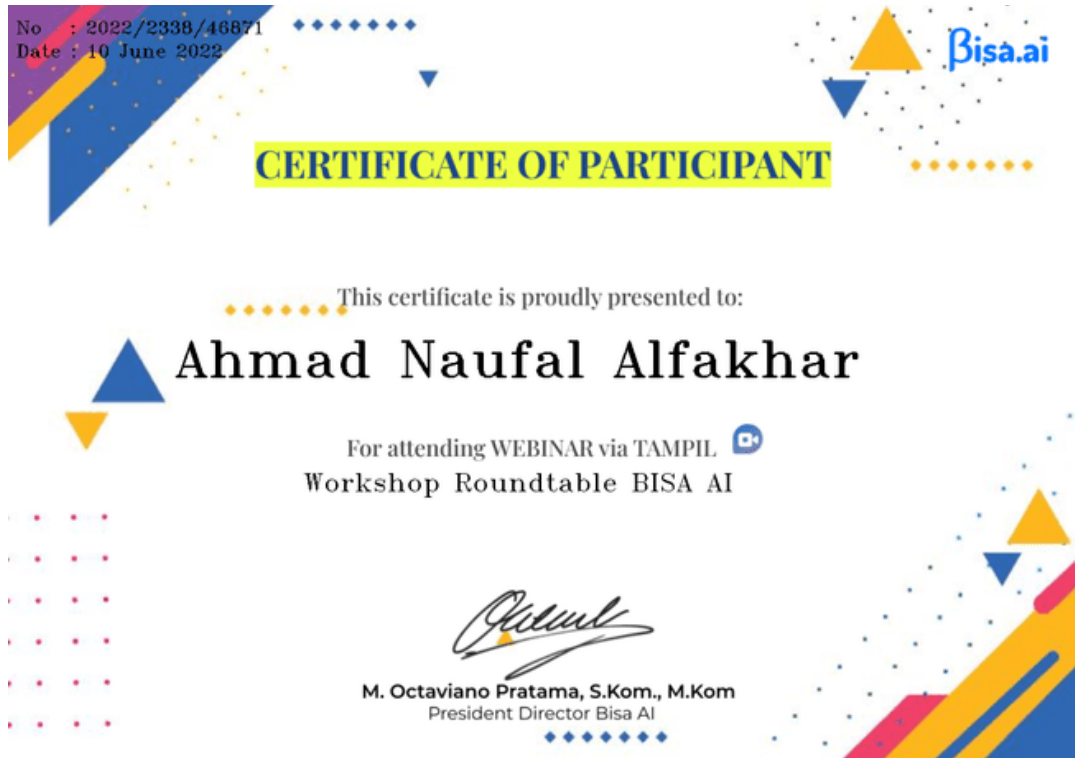 No : 2022/2338/46871
Date : 10 June 2022
βisa.ai
CERTIFICATE OF PARTICIPANT
This certificate is proudly presented to:
Ahmad Naufal Alfakhar
For attending WEBINAR via TAMPIL
Workshop Roundtable BISA AI
M. Octaviano Pratama, S.Kom., M.Kom
President Director Bisa AI